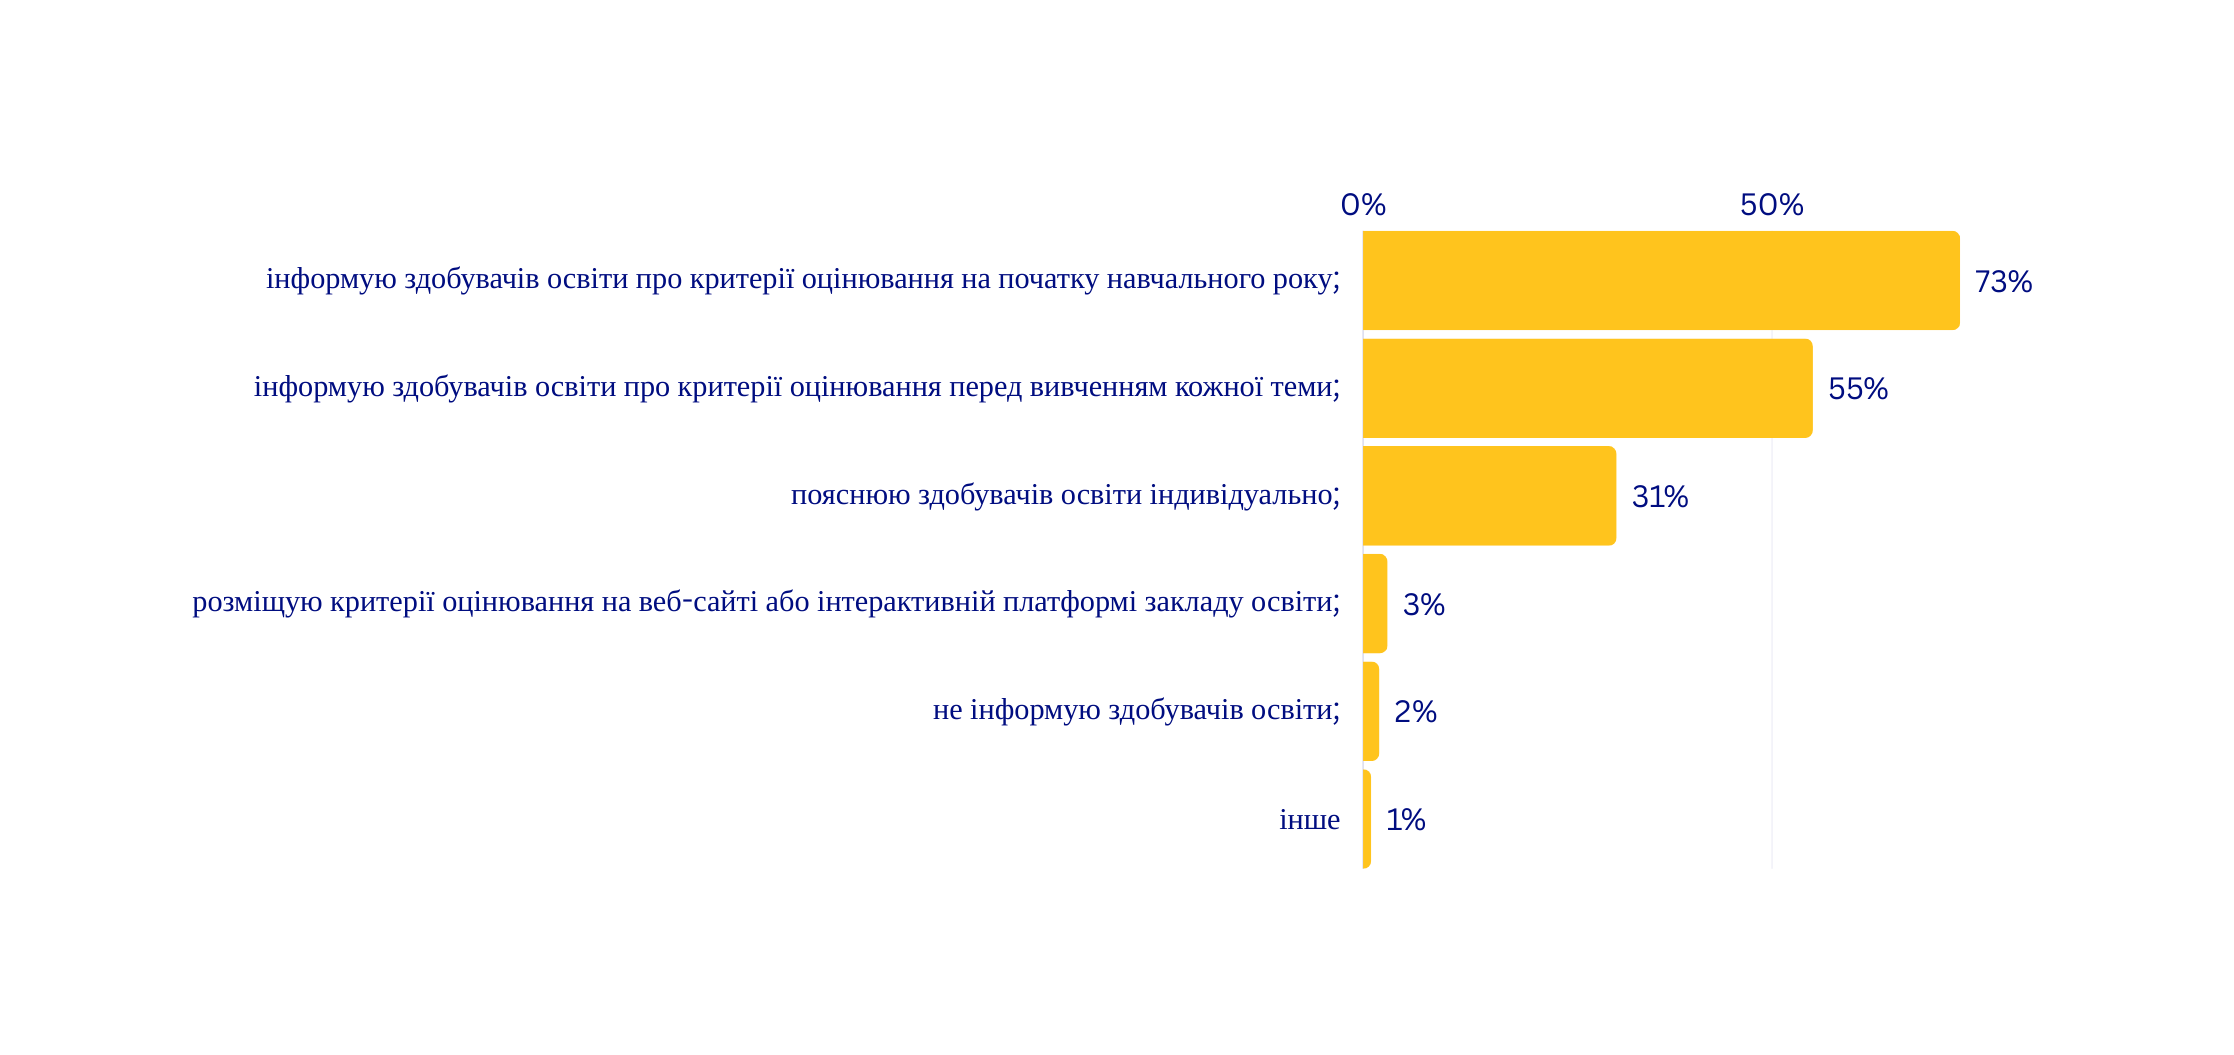 0% 50%
інформую здобувачів освіти про критерії оцінювання на початку навчального року; 73%
інформую здобувачів освіти про критерії оцінювання перед вивченням кожної теми; 55%
пояснюю здобувачів освіти індивідуально; 31%
розміщую критерії оцінювання на веб-сайті або інтерактивній платформі закладу освіти; 3%
не інформую здобувачів освіти; 2%
інше 1%